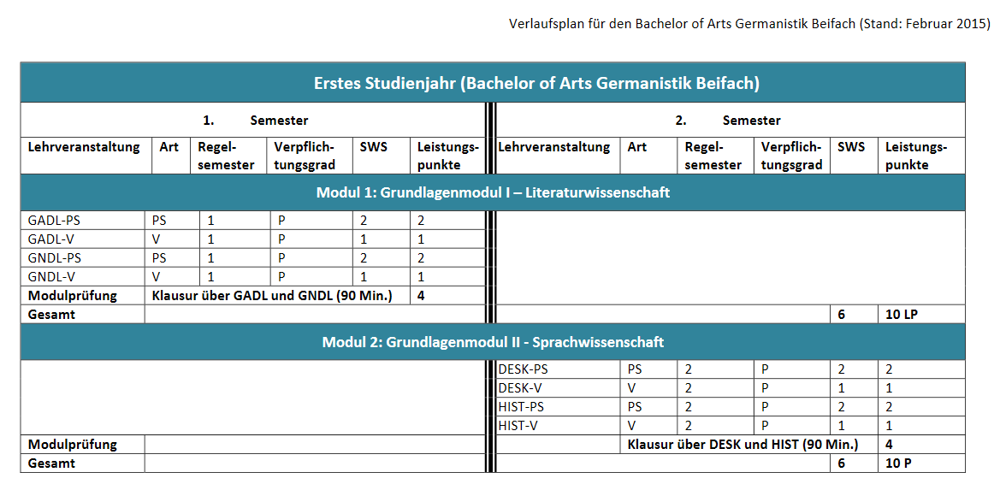 Verlaufsplan für den Bachelor of Arts Germanistik Beifach (Stand: Februar 2015)
Erstes Studienjahr (Bachelor of Arts Germanistik Beifach)
1. Semester 2. Semester
Lehrveranstaltung Art Regel- Verpflich- SWS Leistungs- Lehrveranstaltung Art Regel- Verpflich- SWS Leistungs-
semester tungsgrad punkte semester tungsgrad punkte
Modul 1: Grundlagenmodul I – Literaturwissenschaft
GADL-PS PS 1 P 2 2
GADL-V V 1 P 1 1
GNDL-PS PS 1 P 2 2
GNDL-V V 1 P 1 1
Modulprüfung Klausur über GADL und GNDL (90 Min.) 4
Gesamt 6 10 LP
Modul 2: Grundlagenmodul II - Sprachwissenschaft
DESK-PS PS 2 P 2 2
DESK-V V 2 P 1 1
HIST-PS PS 2 P 2 2
HIST-V V 2 P 1 1
Modulprüfung Klausur über DESK und HIST (90 Min.) 4
Gesamt 6 10 P